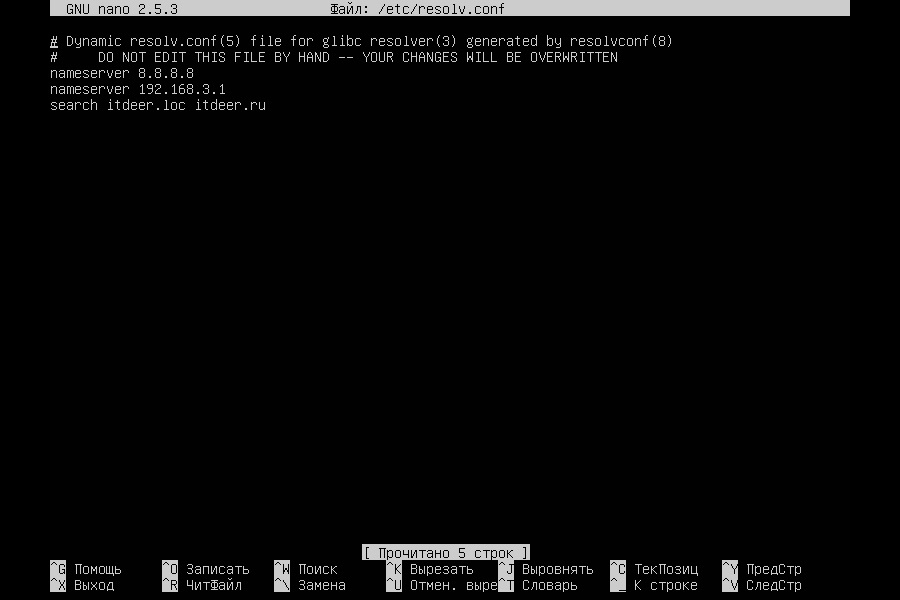 GNU nano 2.5.3 Файл: /etc/resolv.conf
# Dynamic resolv.conf(5) file for glibc resolver(3) generated by resolvconf(8)
#     DO NOT EDIT THIS FILE BY HAND -- YOUR CHANGES WILL BE OVERWRITTEN
nameserver 8.8.8.8
nameserver 192.168.3.1
search itdeer.loc itdeer.ru
[ Прочитано 5 строк ]
^G Помощь ^O Записать ^W Поиск ^K Вырезать ^J Выровнять ^C ТекПозиц ^Y ПредСтр
^X Выход ^R ЧитФайл ^\ Замена ^U Отмен. выре ^T Словарь ^_ К строке ^V СледСтр